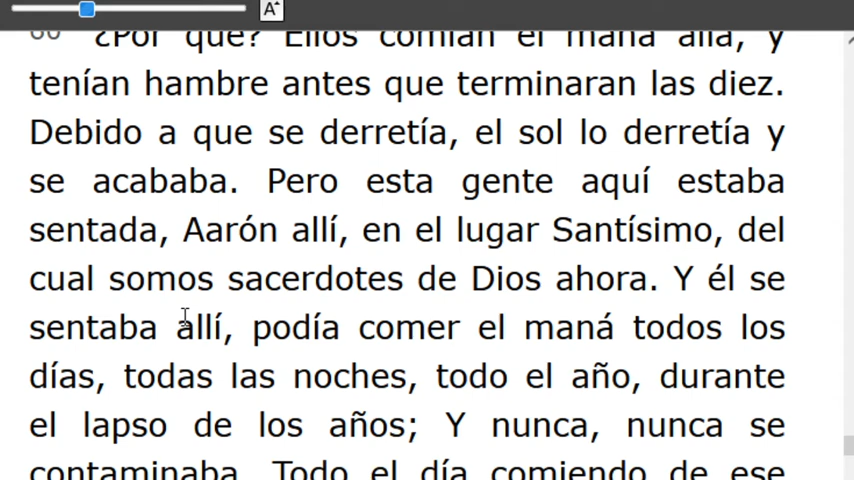 A
60 ¿Por qué? Ellos comían el maná allá, y
tenían hambre antes que terminaran las diez.
Debido a que se derretía, el sol lo derretía y
se acababa. Pero esta gente aquí estaba
sentada, Aarón allí, en el lugar Santísimo, del
cual somos sacerdotes de Dios ahora. Y él se
sentaba allí, podía comer el maná todos los
días, todas las noches, todo el año, durante
el lapso de los años; Y nunca, nunca se
contaminaba. Todo el día comiendo de ese